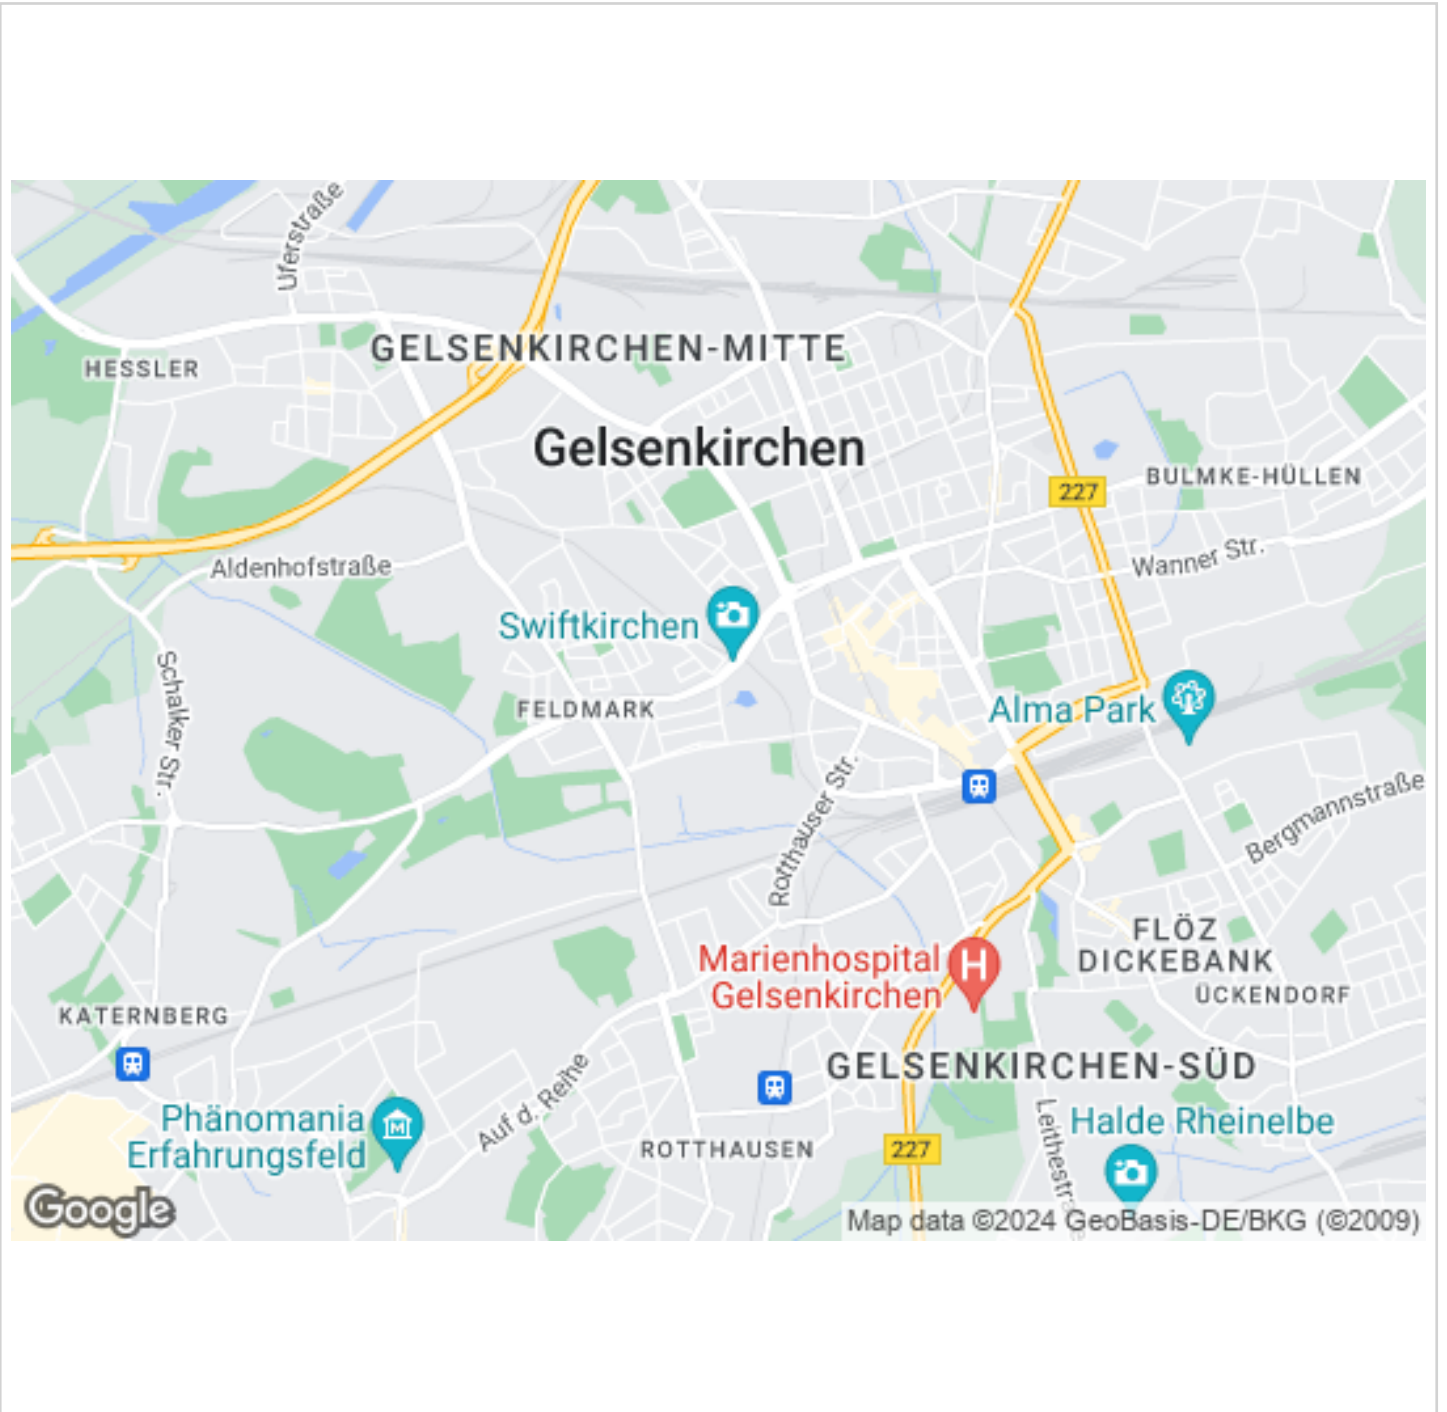 Uferstraße
GELSENKIRCHEN-MITTE
HESSLER
Gelsenkirchen
BULMKE-HÜLLEN
227
Wanner Str.
Aldenhofstraße
Swiftkirchen
Schalker Str.
FELDMARK
Alma Park
Rotthauser Str.
Bergmannstraße
FLÖZ
DICKEBANK
Marienhospital
Gelsenkirchen
ÜCKENDORF
KATERNBERG
GELSENKIRCHEN-SÜD
Auf d. Reihe
Phänomania
Erfahrungsfeld
Halde Rheinelbe
ROTTHAUSEN
227
Leithestraße
Google
Map data ©2024 GeoBasis-DE/BKG (©2009)